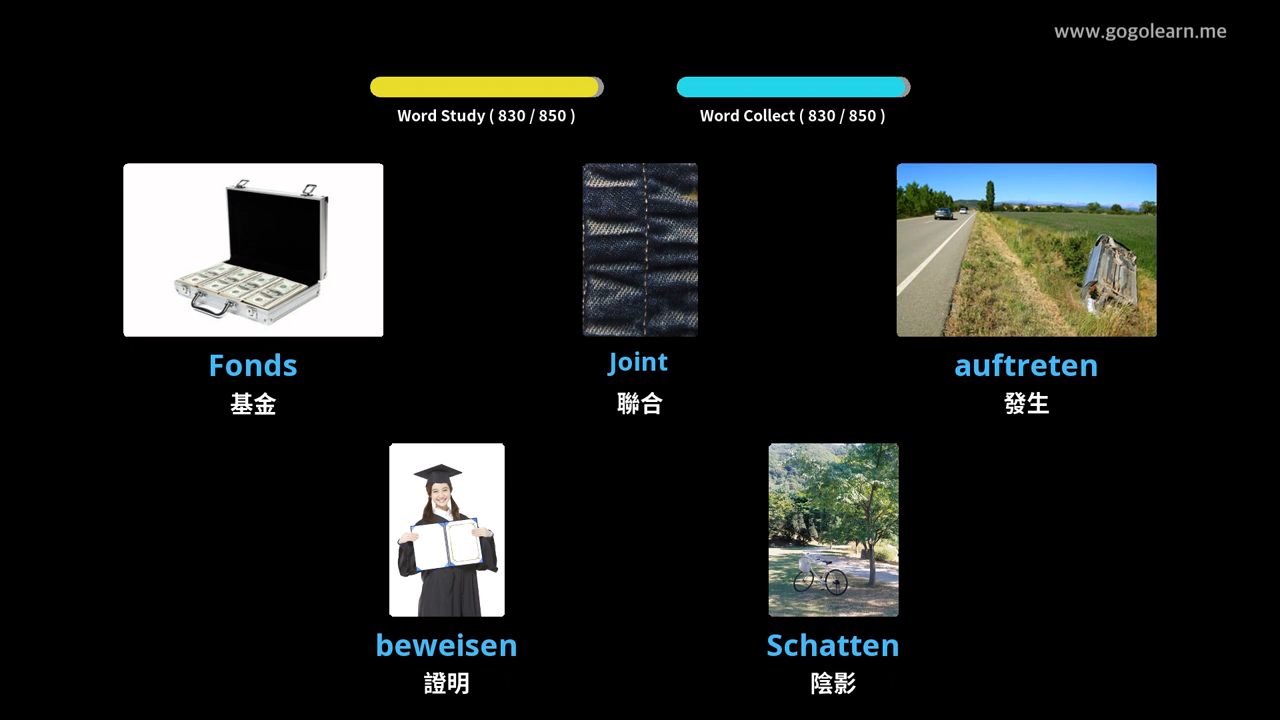 www.gogolearn.me
Word Study ( 830 / 850 )
Word Collect ( 830 / 850 )
Fonds
基金
Joint
聯合
auftreten
發生
beweisen
證明
Schatten
陰影